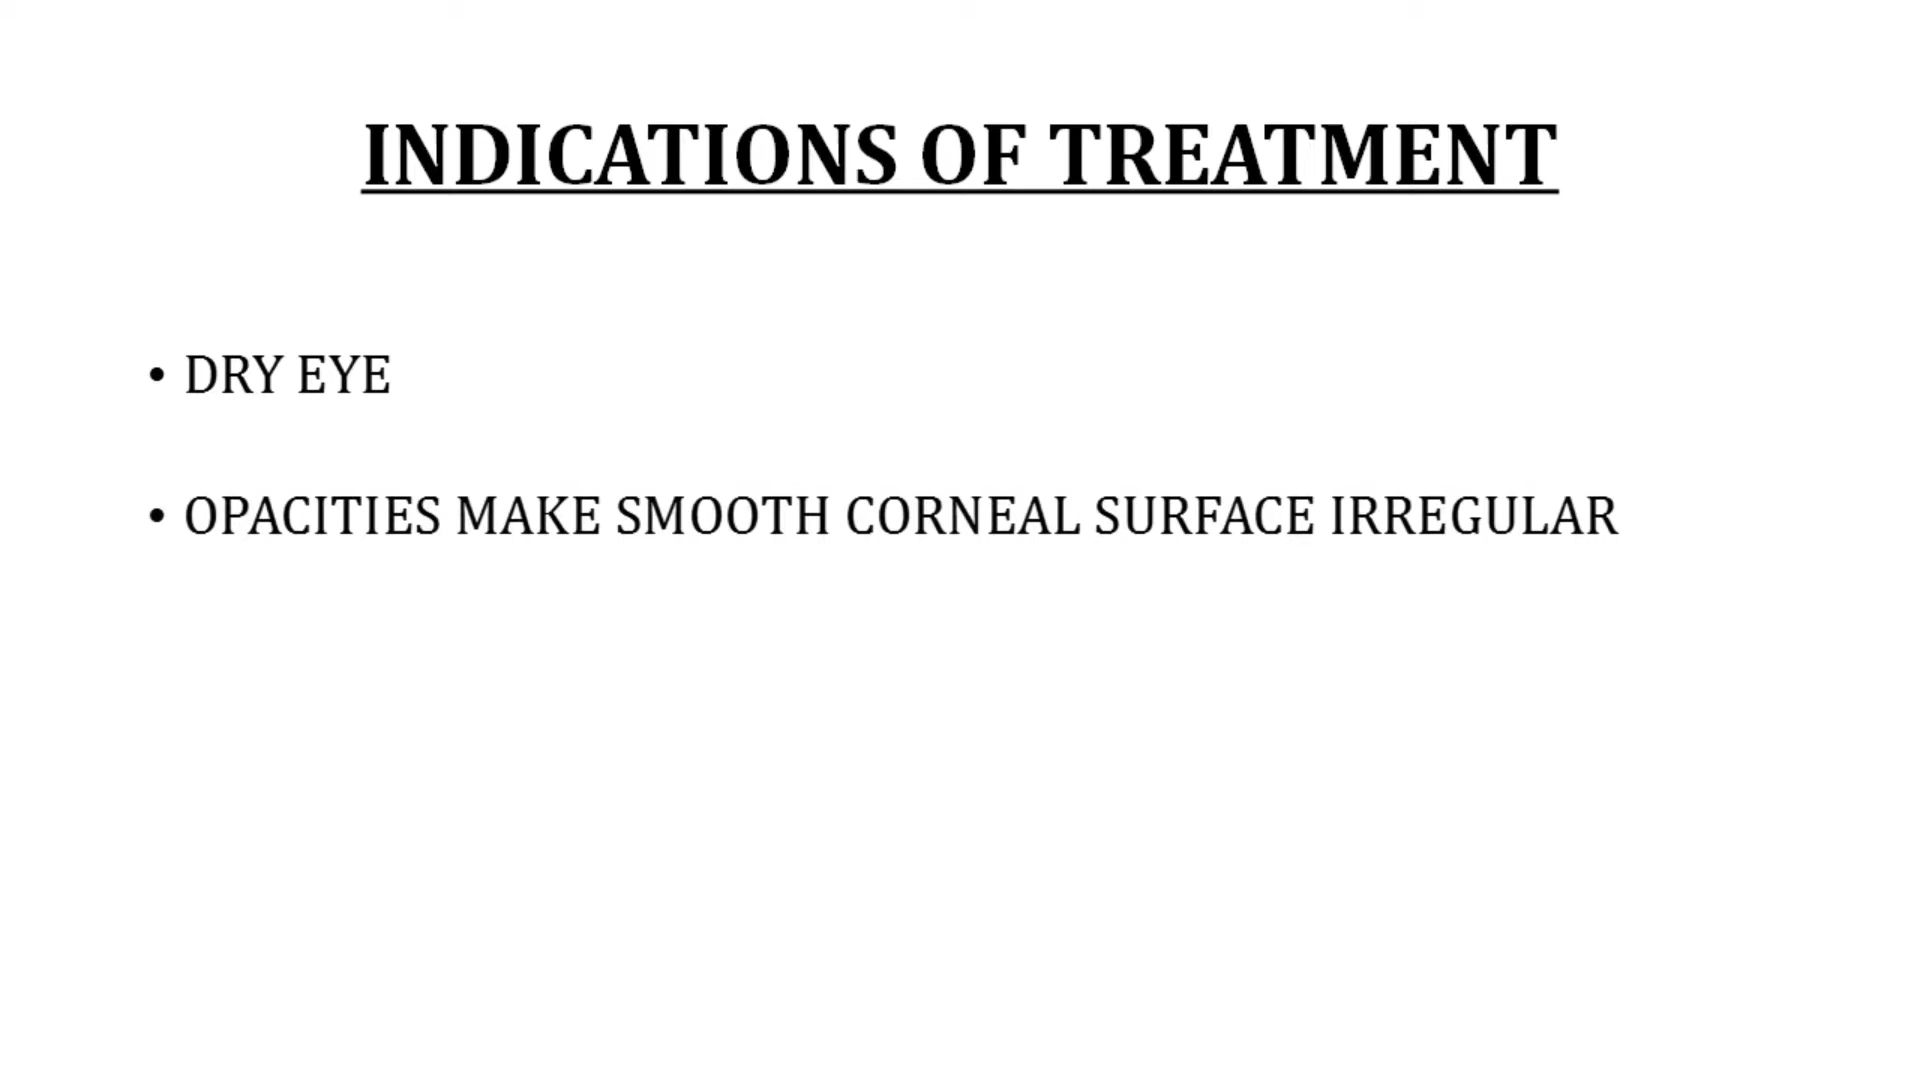 INDICATIONS OF TREATMENT
• DRY EYE
• OPACITIES MAKE SMOOTH CORNEAL SURFACE IRREGULAR